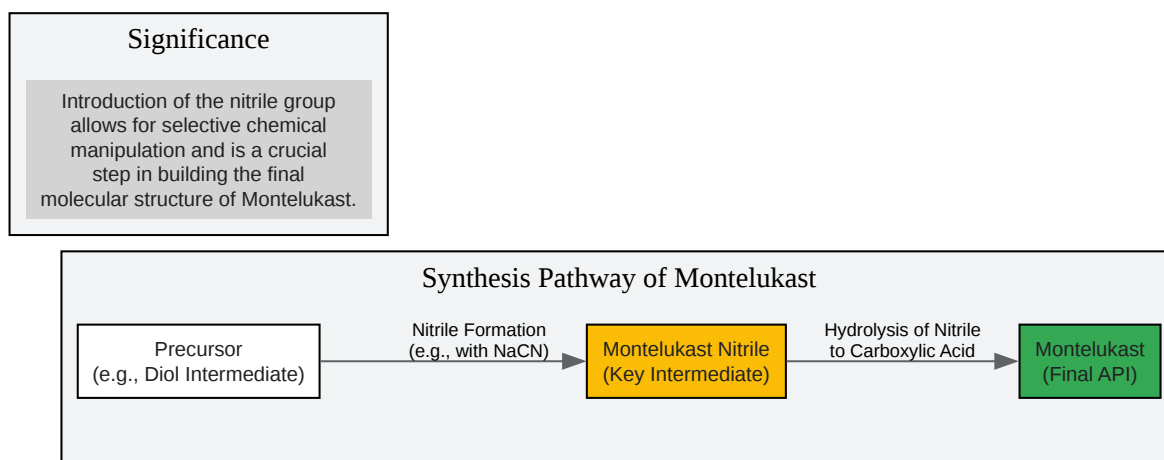 Significance
Introduction of the nitrile group
allows for selective chemical
manipulation and is a crucial
step in building the final
molecular structure of Montelukast.
Synthesis Pathway of Montelukast
Precursor
(e.g., Diol Intermediate)
Nitrile Formation
(e.g., with NaCN)
Montelukast Nitrile
(Key Intermediate)
Hydrolysis of Nitrile
to Carboxylic Acid
Montelukast
(Final API)